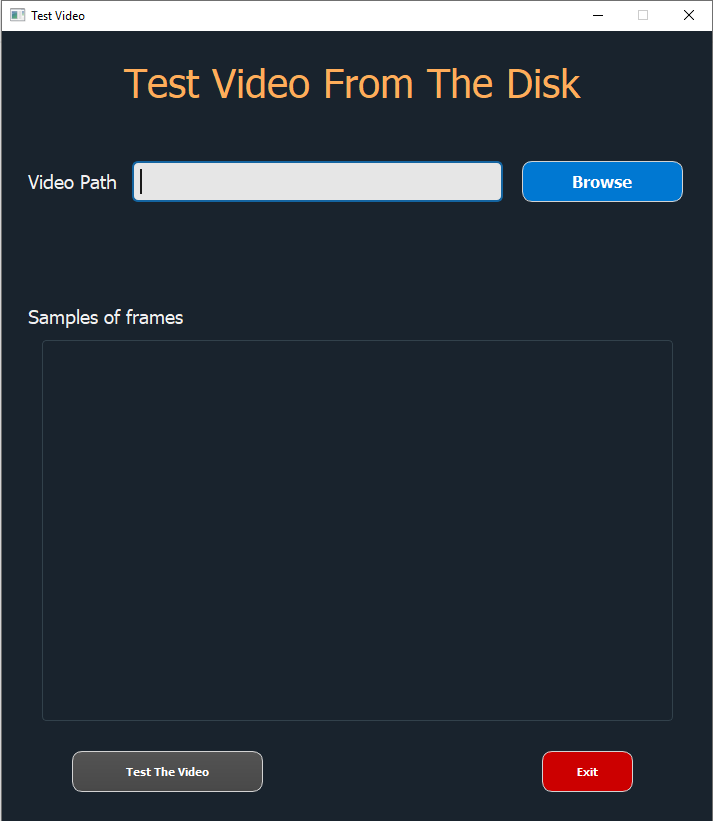 Test Video
Test Video From The Disk
Video Path
Browse
Samples of frames
Test The Video
Exit